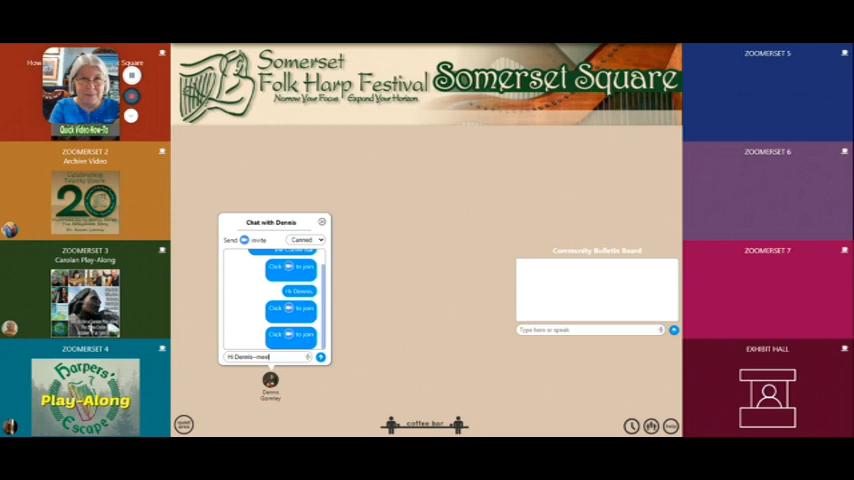 How
Square
Quick Video How-To
ZOOMERSET 2
Archive Video
20
ZOOMERSET 3
Carolan Play-Along
ZOOMERSET 4
Harpers'
Play-Along
Escape
Somerset
Folk Harp Festival
Narrow Your Focus Expand Your Horizon
Somerset Square
Chat with Dennis
Send invite
Canned
Click to join
Hi Dennis,
Click to join
Click to join
Hi Dennis--meet
Dennis
Gormley
Community Bulletin Board
Type here or speak
coffee bar
help
ZOOMERSET 5
ZOOMERSET 6
ZOOMERSET 7
EXHIBIT HALL